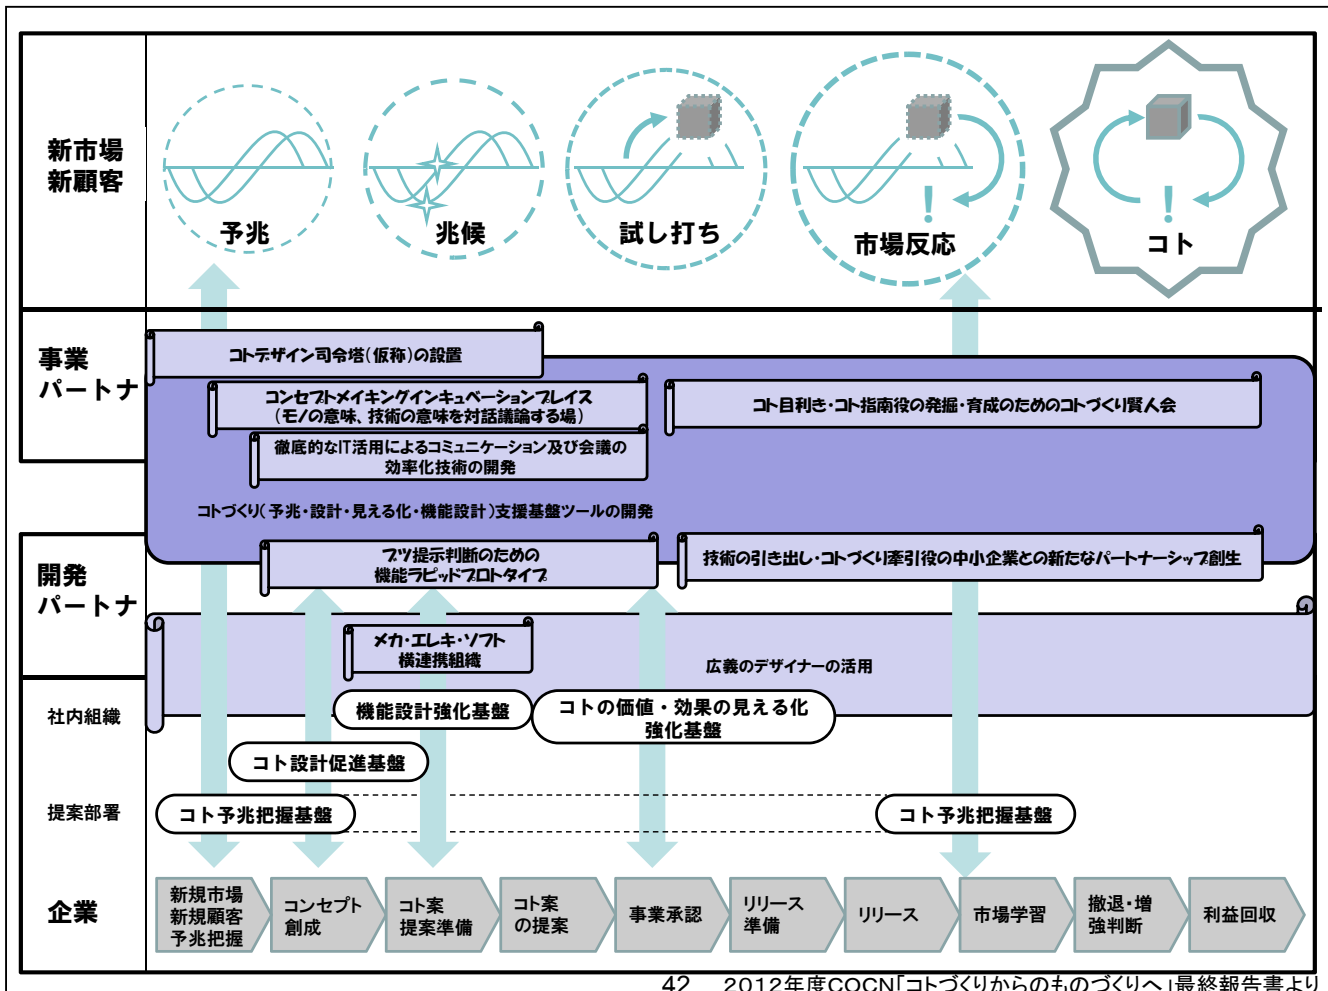 新市場
新顧客
予兆
兆候
試し打ち
市場反応
コト
!
!
事業
パートナ
コトデザイン司令塔(仮称)の設置
コンセプトメイキングインキュベーションプレイス
(モノの意味、技術の意味を対話議論する場)
コト目利き・コト指南役の発掘・育成のためのコトづくり賢人会
徹底的なIT活用によるコミュニケーション及び会議の
効率化技術の開発
コトづくり(予兆・設計・見える化・機能設計)支援基盤ツールの開発
開発
パートナ
ブツ提示判断のための
機能ラピッドプロトタイプ
技術の引き出し・コトづくり牽引役の中小企業との新たなパートナーシップ創生
メカ・エレキ・ソフト
横連携組織
広義のデザイナーの活用
社内組織
機能設計強化基盤
コトの価値・効果の見える化
強化基盤
コト設計促進基盤
提案部署
コト予兆把握基盤
コト予兆把握基盤
企業
新規市場
新規顧客
予兆把握
コンセプト
創成
コト案
提案準備
コト案
の提案
事業承認
リリース
準備
リリース
市場学習
撤退・増
強判断
利益回収
42 2012年度COCN「コトづくりからのものづくりへ」最終報告書より